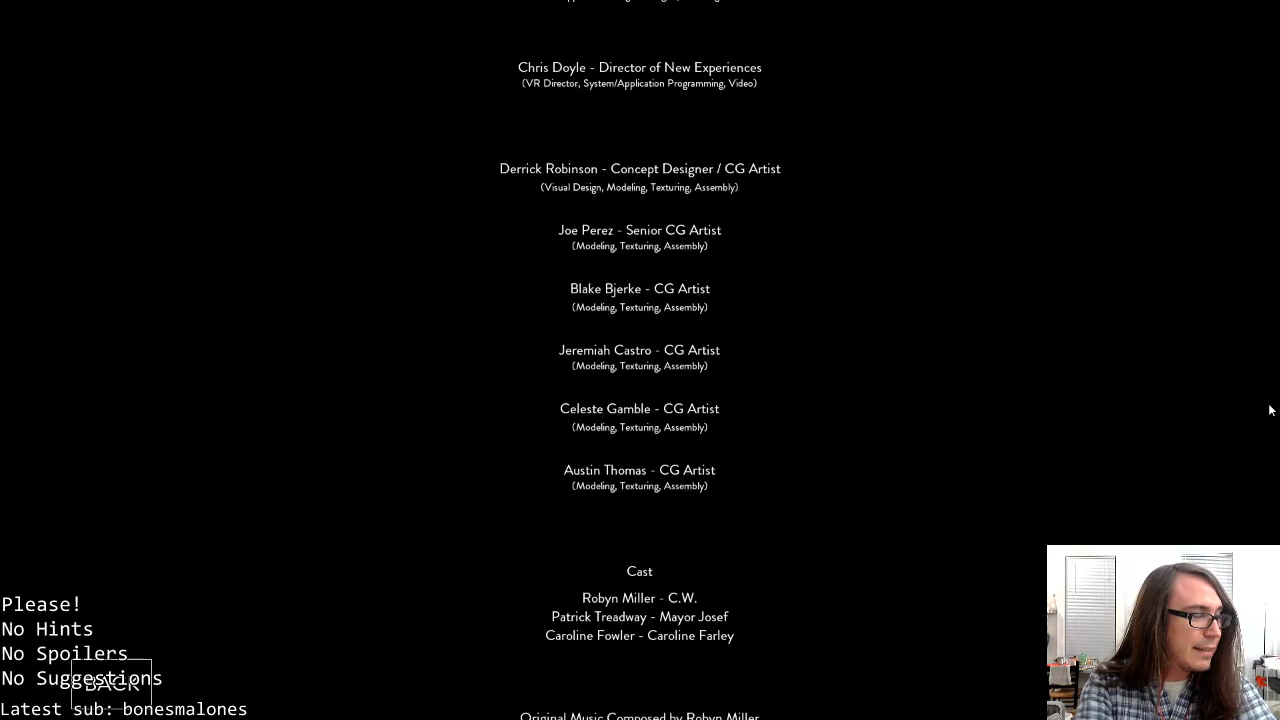 Chris Doyle - Director of New Experiences
(VR Director, System/Application Programming, Video)
Derrick Robinson - Concept Designer / CG Artist
(Visual Design, Modeling, Texturing, Assembly)
Joe Perez - Senior CG Artist
(Modeling, Texturing, Assembly)
Blake Bjerke - CG Artist
(Modeling, Texturing, Assembly)
Jeremiah Castro - CG Artist
(Modeling, Texturing, Assembly)
Celeste Gamble - CG Artist
(Modeling, Texturing, Assembly)
Austin Thomas - CG Artist
(Modeling, Texturing, Assembly)
Cast
Robyn Miller - C.W.
Patrick Treadway - Mayor Josef
Caroline Fowler - Caroline Farley
Original Music Composed by Robyn Miller
Please!
No Hints
No Spoilers
No Suggestions
BACK
Latest sub: bonesmalones